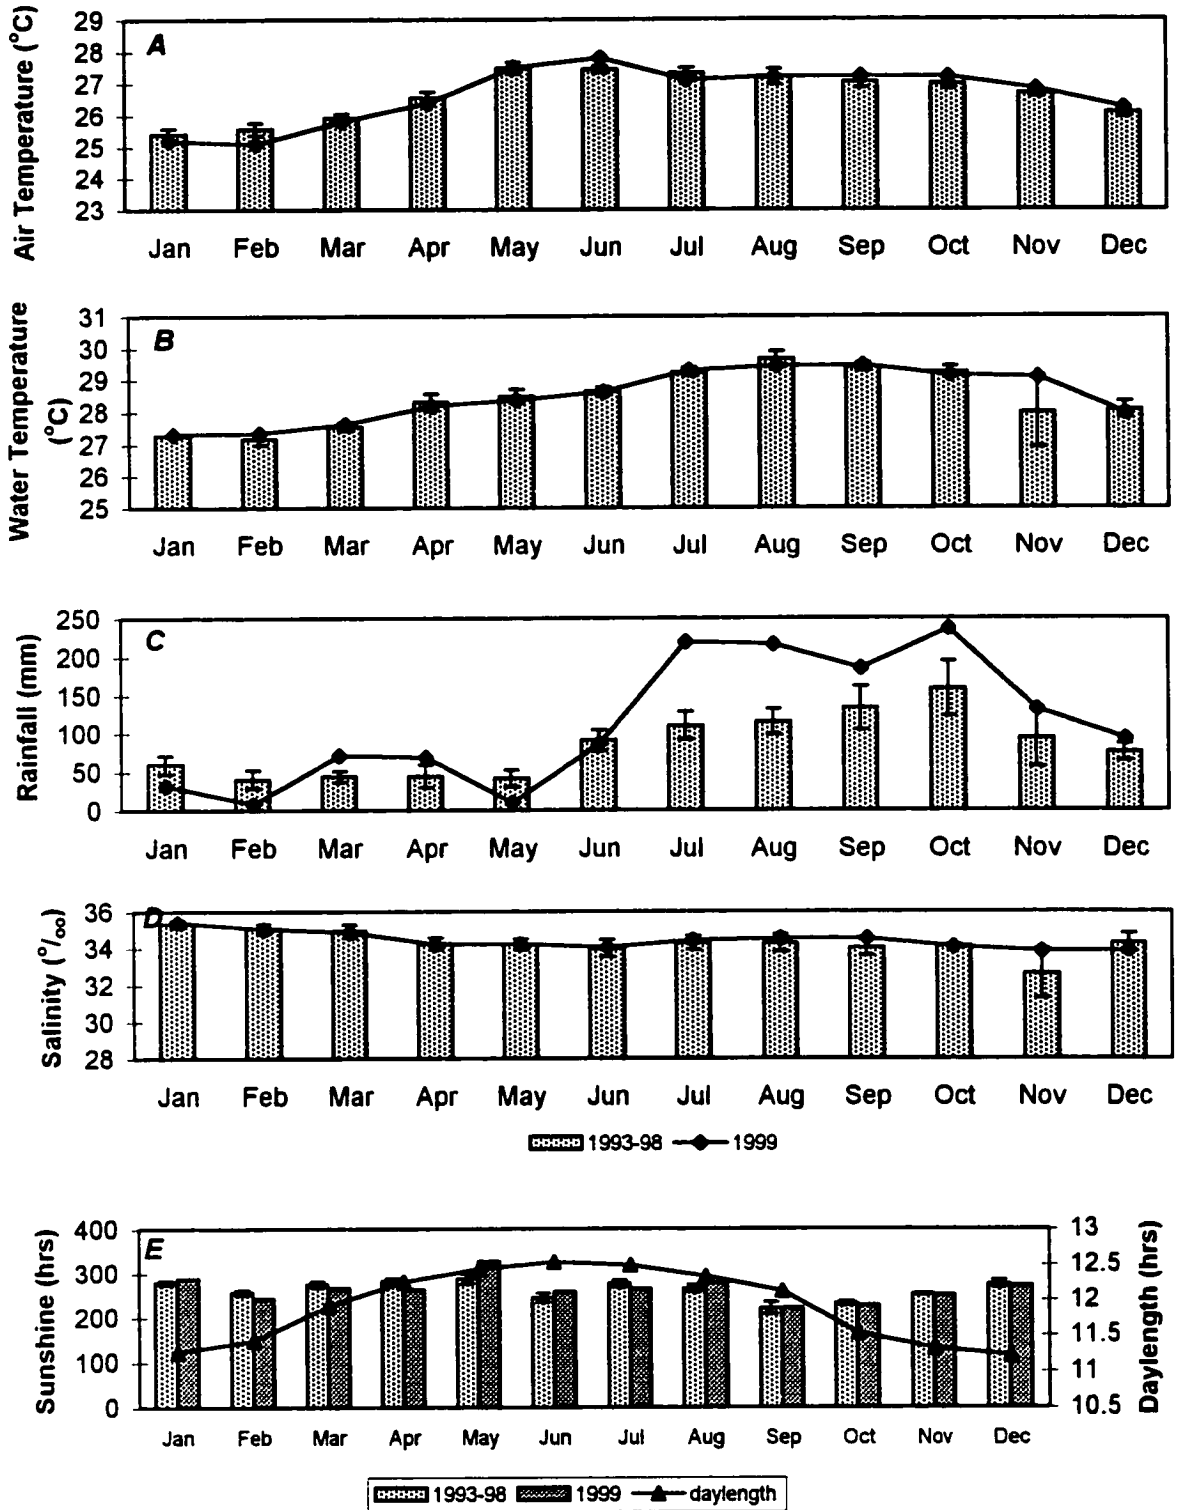 Air Temperature (°C)
29
28
27
26
25
24
23
A
Jan Feb Mar Apr May Jun Jul Aug Sep Oct Nov Dec
Water Temperature
(°C)
31
30
29
28
27
26
25
B
Jan Feb Mar Apr May Jun Jul Aug Sep Oct Nov Dec
Rainfall (mm)
250
200
150
100
50
0
C
Jan Feb Mar Apr May Jun Jul Aug Sep Oct Nov Dec
Salinity (°/∞)
36
34
32
30
28
D
Jan Feb Mar Apr May Jun Jul Aug Sep Oct Nov Dec
1993-98 1999
Sunshine (hrs)
400
300
200
100
0
E
13
12.5
12
11.5
11
10.5
Daylength (hrs)
Jan Feb Mar Apr May Jun Jul Aug Sep Oct Nov Dec
1993-98 1999 daylength